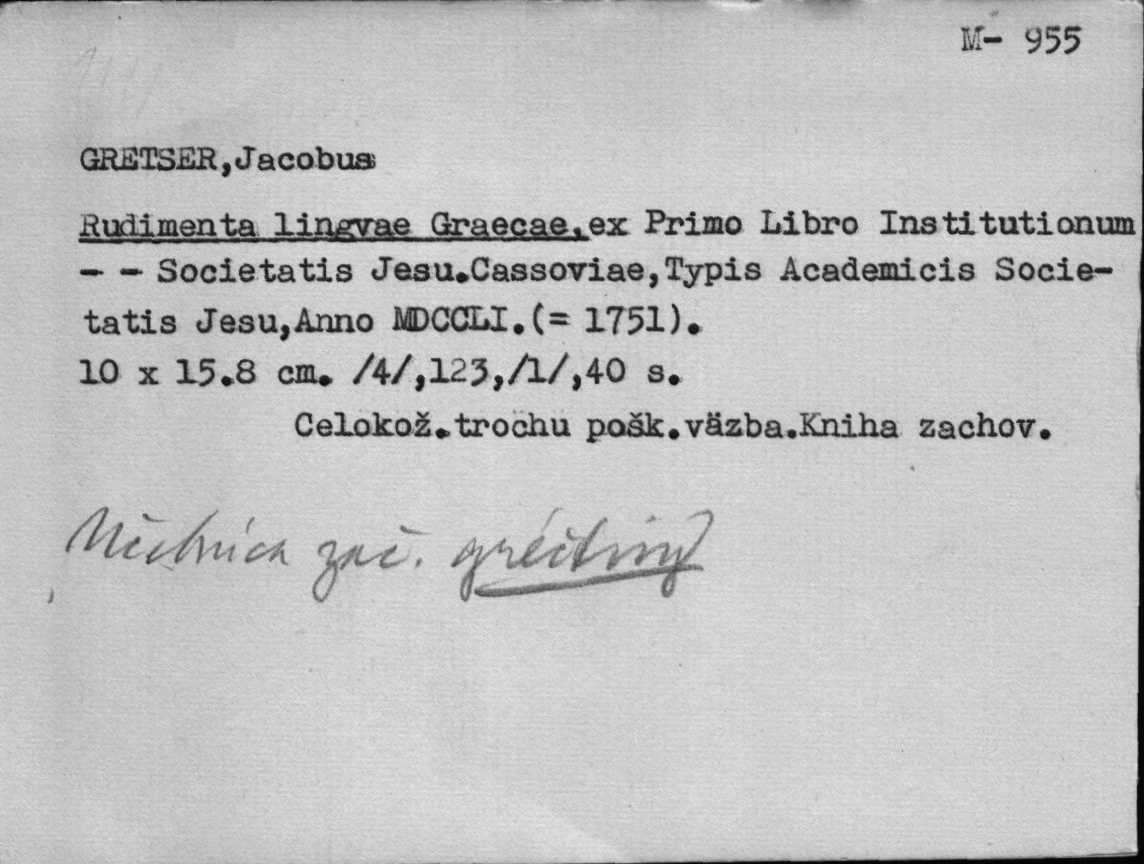 M- 955
GRETSER,Jacobus
Rudimenta lingvae Graecae,ex Primo Libro Institutionum
- - Societatis Jesu.Cassoviae,Typis Academicis Socie-
tatis Jesu,Anno MDCCLI.(= 1751).
10 x 15.8 cm. /4/,123,/1/,40 s.
Celokož.trochu pošk.väzba.Kniha zachov.
Učebnica zač. gréčtiny